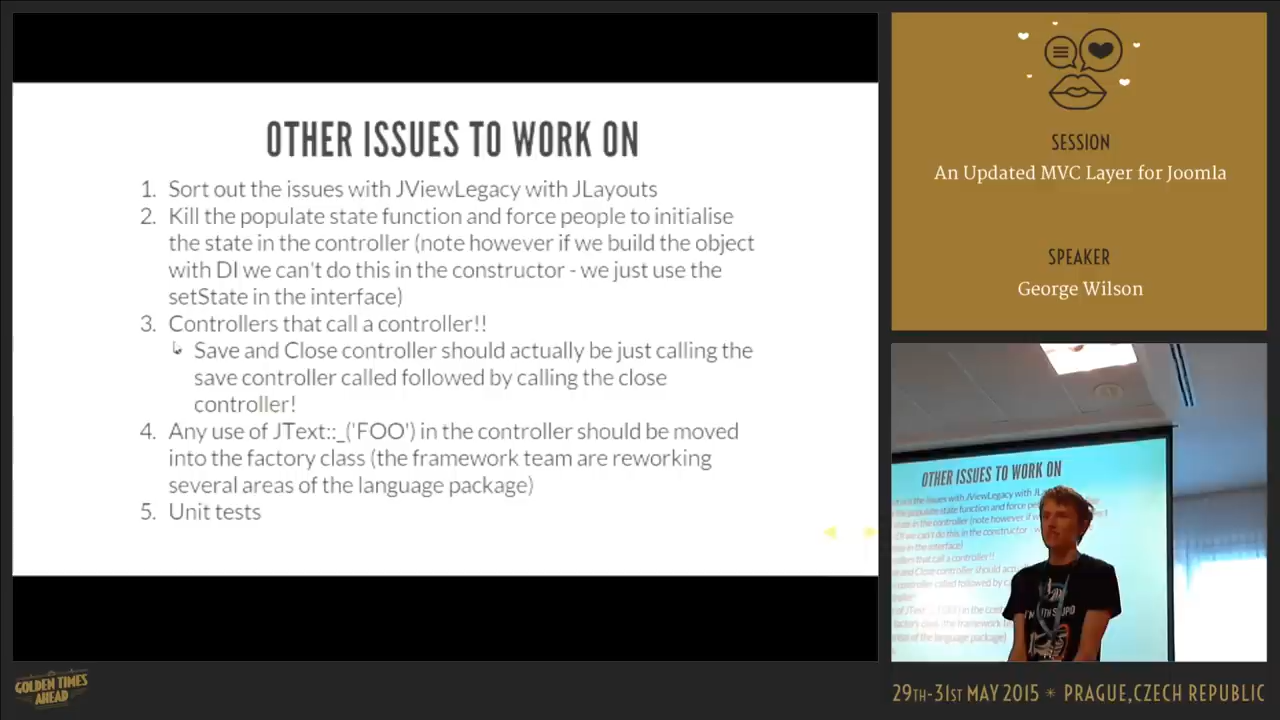 OTHER ISSUES TO WORK ON
1. Sort out the issues with JViewLegacy with JLayouts
2. Kill the populate state function and force people to initialise
the state in the controller (note however if we build the object
with DI we can't do this in the constructor - we just use the
setState in the interface)
3. Controllers that call a controller!!
Save and Close controller should actually be just calling the
save controller called followed by calling the close
controller!
4. Any use of JText::_('FOO') in the controller should be moved
into the factory class (the framework team are reworking
several areas of the language package)
5. Unit tests
SESSION
An Updated MVC Layer for Joomla
SPEAKER
George Wilson
OTHER ISSUES TO WORK ON
GOLDEN TIMES
AHEAD
29TH-31ST MAY 2015 * PRAGUE,CZECH REPUBLIC